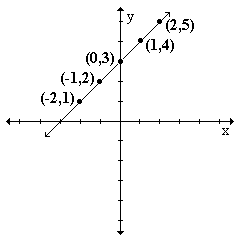 y
(2,5)
(1,4)
(0,3)
(-1,2)
(-2,1)
x